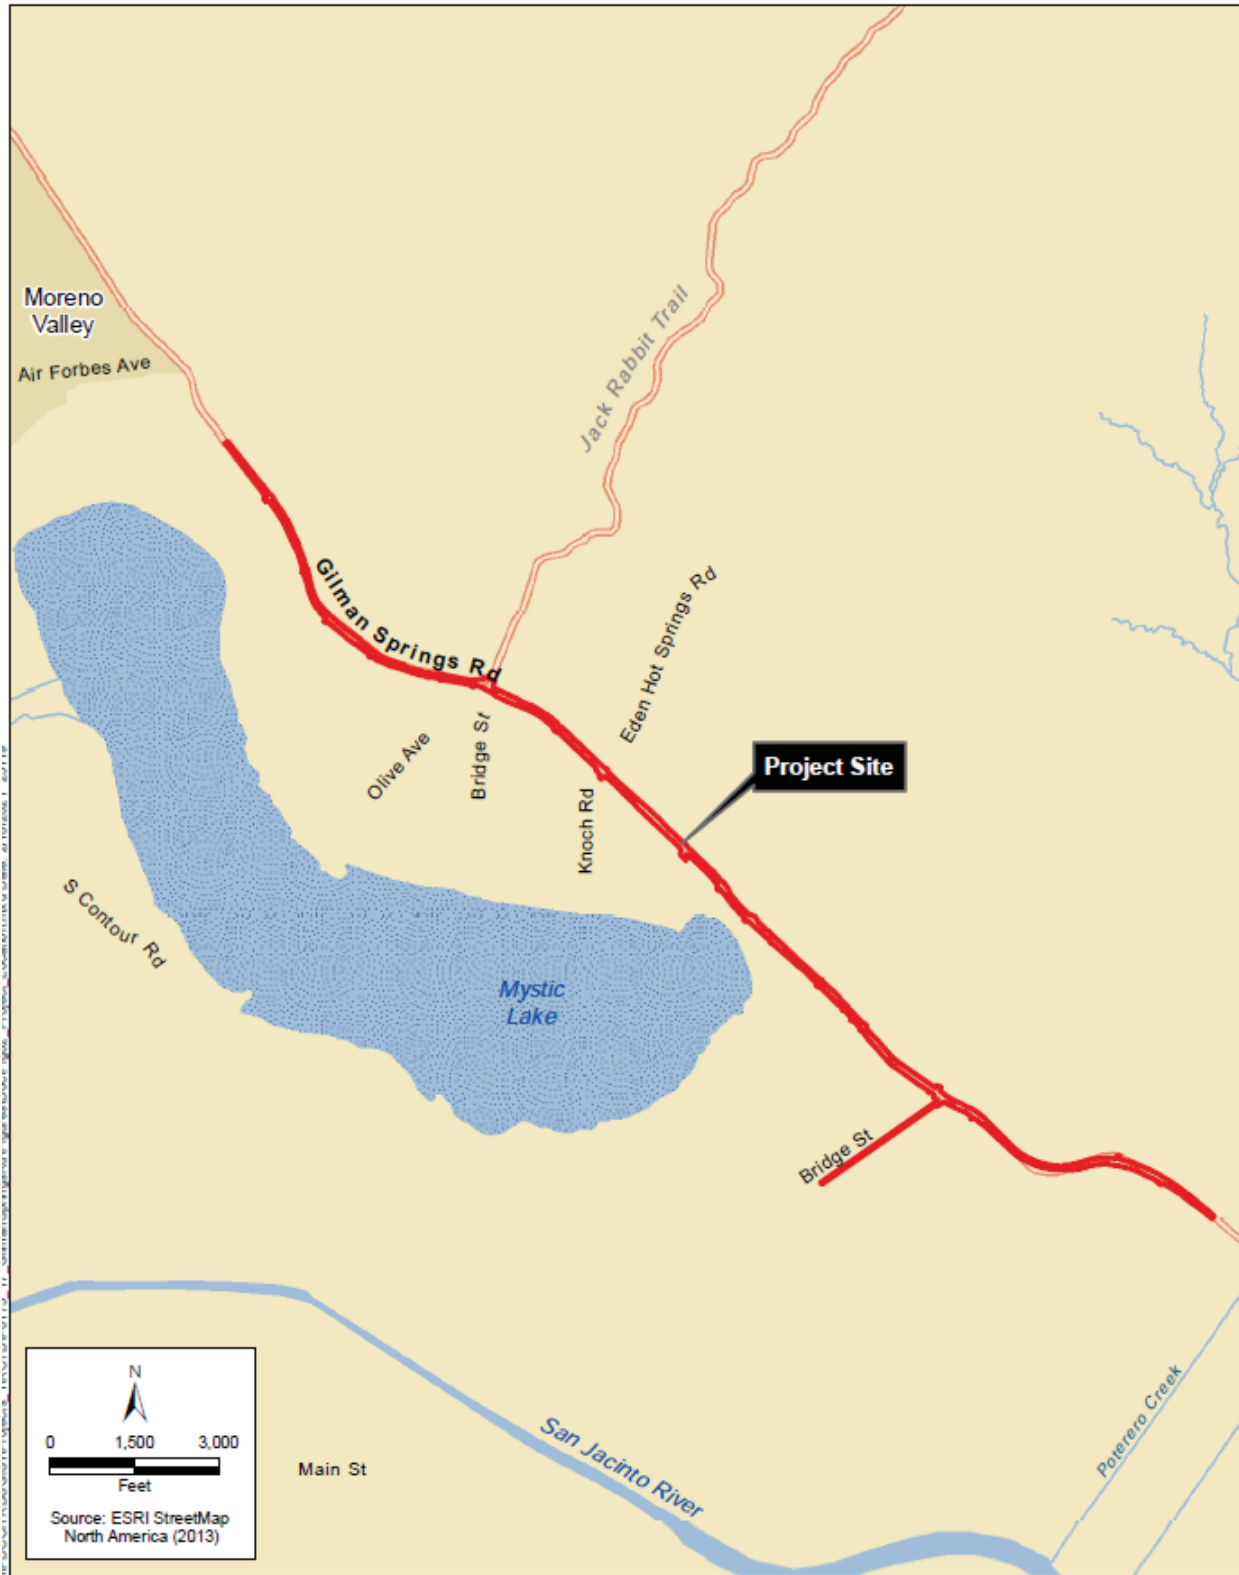 Moreno
Valley
Air Forbes Ave
Jack Rabbit Trail
Gilman Springs Rd
Eden Hot Springs Rd
Olive Ave
Bridge St
Knoch Rd
Project Site
S Contour Rd
Mystic
Lake
Bridge St
N
0 1,500 3,000
Feet
Source: ESRI StreetMap
North America (2013)
Main St
San Jacinto River
Poterero Creek